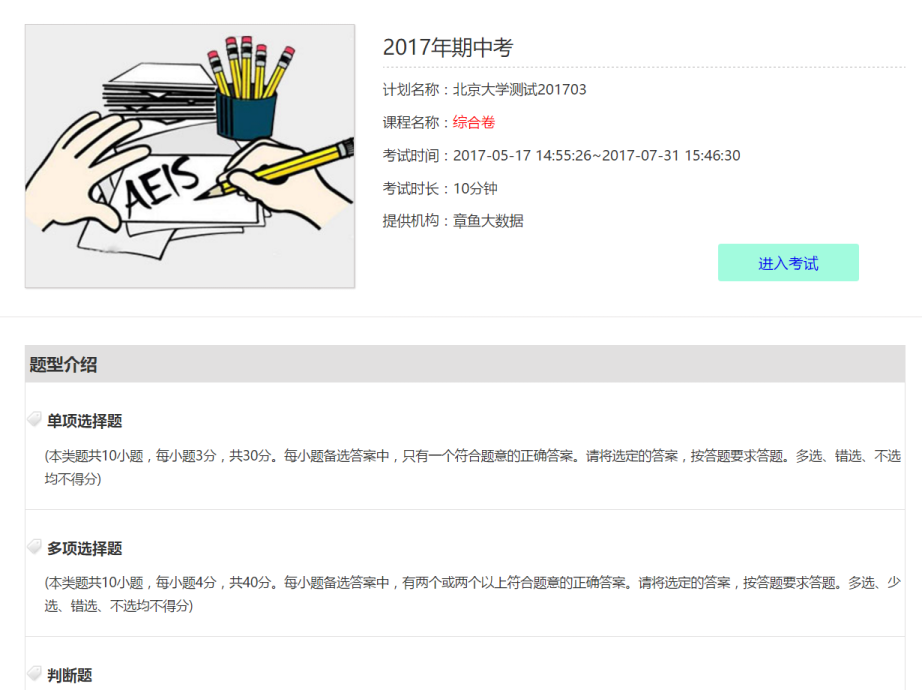 AEIS
2017年期中考
计划名称：北京大学测试201703
课程名称：综合卷
考试时间：2017-05-17 14:55:26~2017-07-31 15:46:30
考试时长：10分钟
提供机构：章鱼大数据
进入考试
题型介绍
单项选择题
(本类题共10小题，每小题3分，共30分。每小题备选答案中，只有一个符合题意的正确答案。请将选定的答案，按答题要求答题。多选、错选、不选
均不得分)
多项选择题
(本类题共10小题，每小题4分，共40分。每小题备选答案中，有两个或两个以上符合题意的正确答案。请将选定的答案，按答题要求答题。多选、少
选、错选、不选均不得分)
判断题